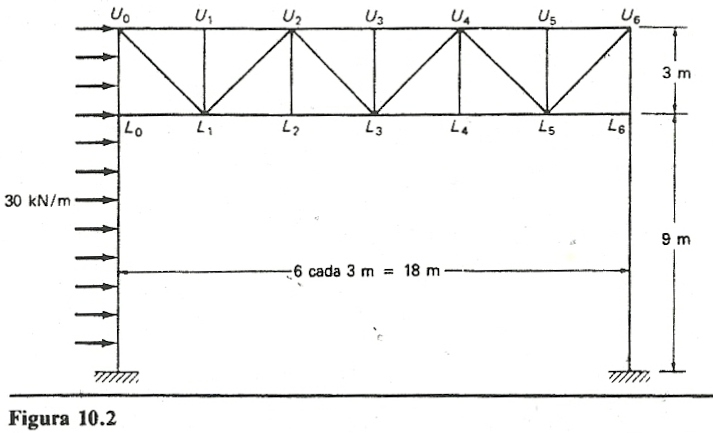 U0 U1 U2 U3 U4 U5 U6
3 m
L0 L1 L2 L3 L4 L5 L6
30 kN/m
9 m
6 cada 3 m = 18 m
Figura 10.2